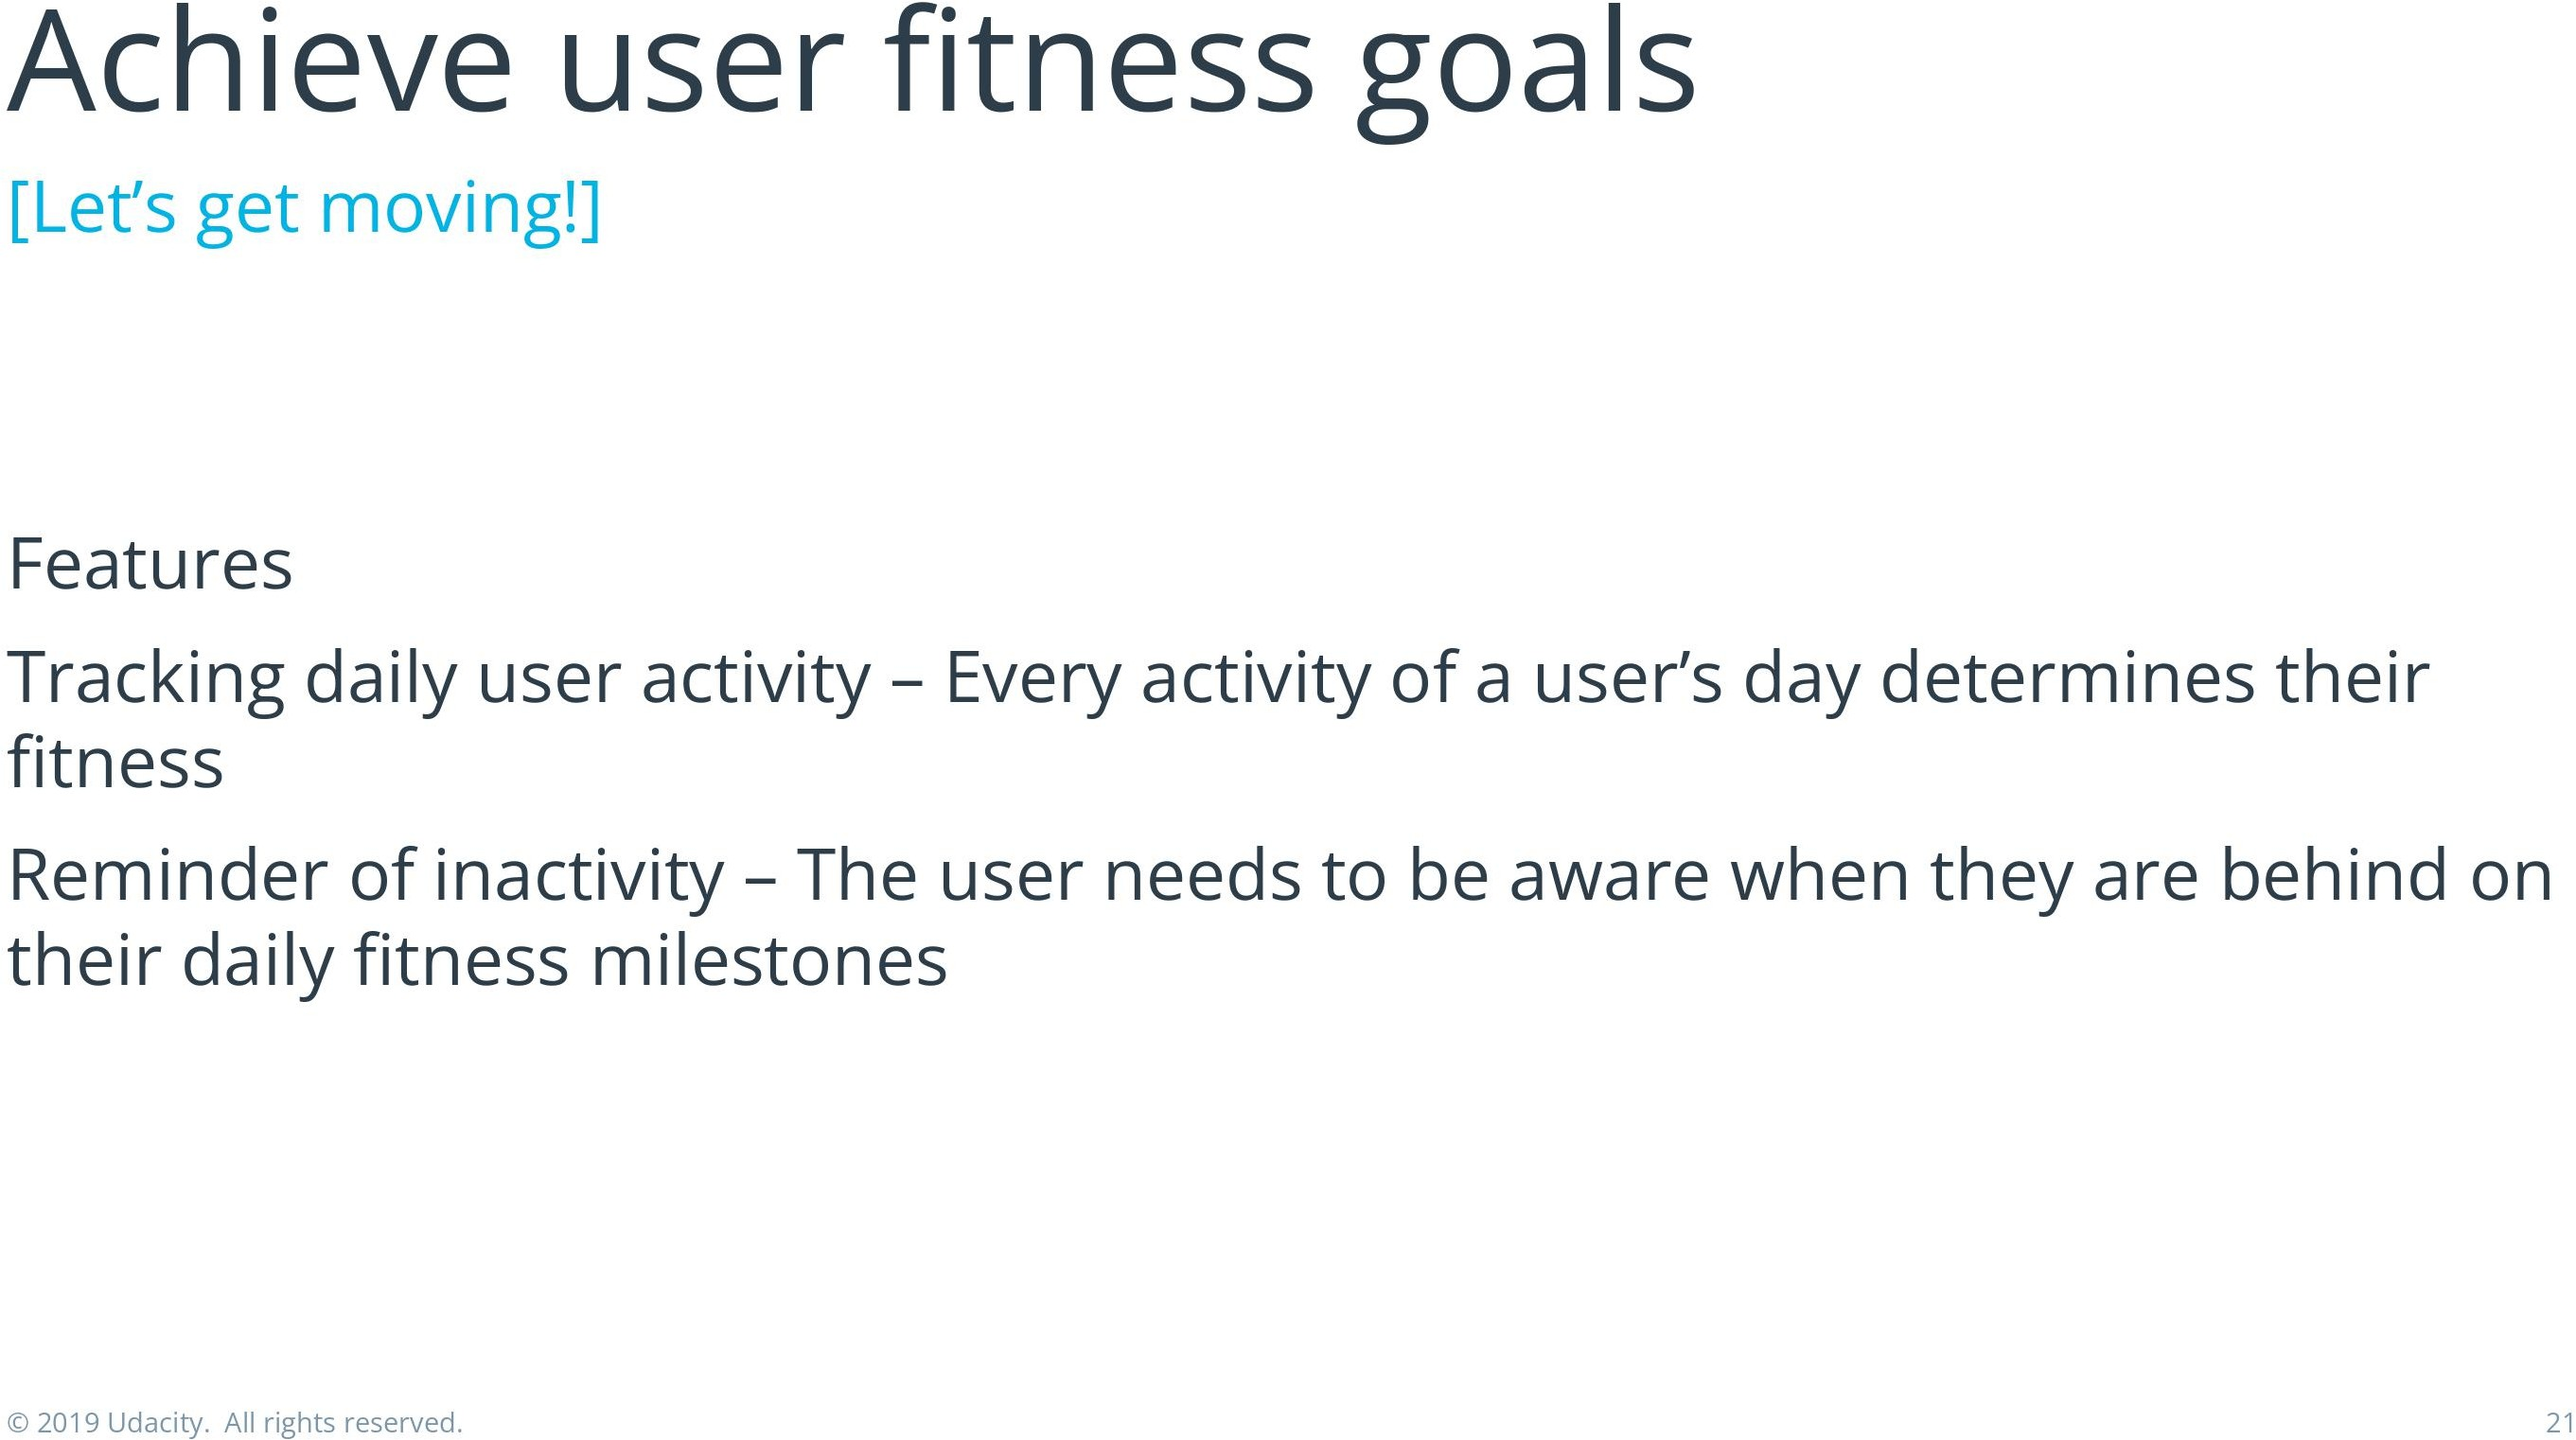 Achieve user fitness goals
[Let’s get moving!]
Features
Tracking daily user activity – Every activity of a user’s day determines their
fitness
Reminder of inactivity – The user needs to be aware when they are behind on
their daily fitness milestones
© 2019 Udacity.  All rights reserved.
21